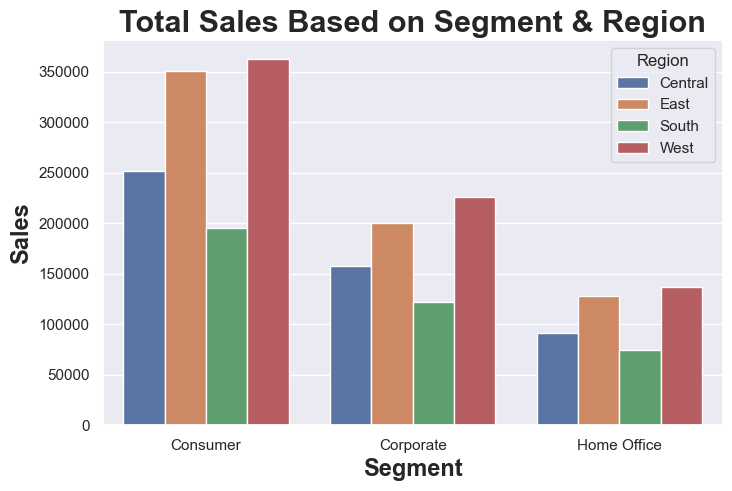 Total Sales Based on Segment & Region
Region
Central
East
South
West
350000
300000
250000
200000
150000
100000
50000
0
Sales
Consumer
Corporate
Home Office
Segment